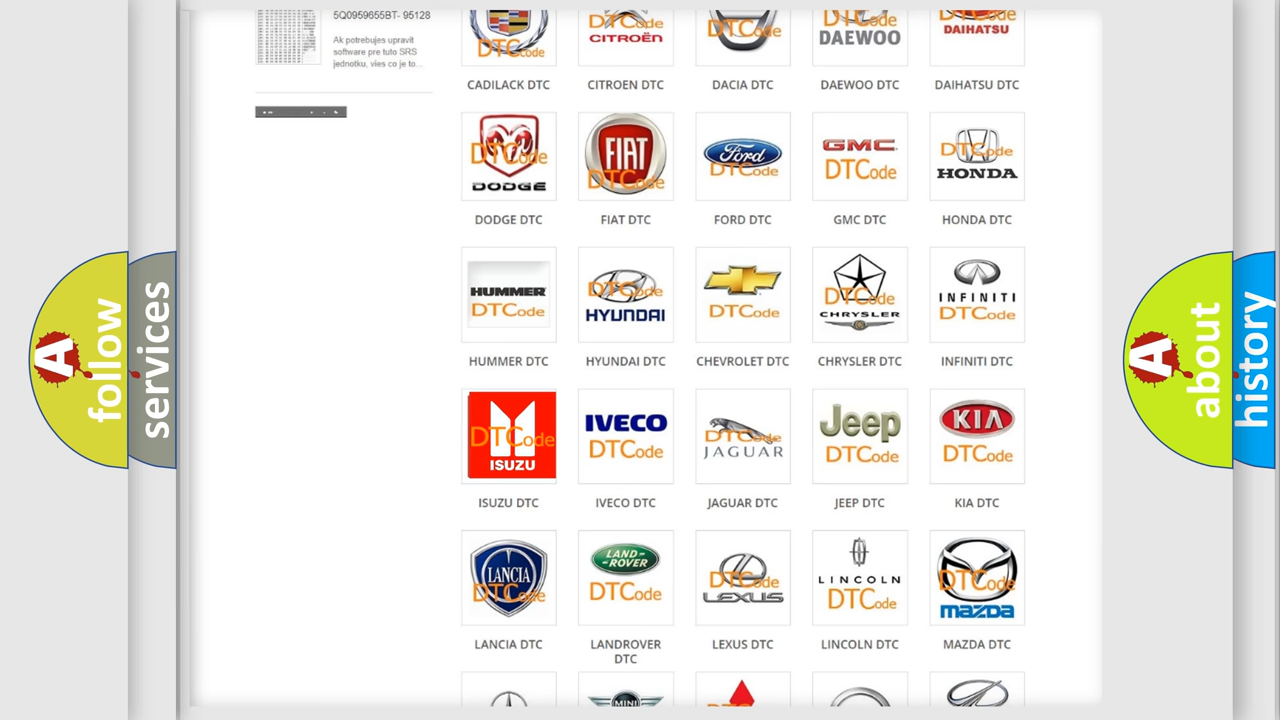 5Q0959655BT- 95128
Ak potrebujes upravit
software pre tuto SRS
jednotku, vies co je to...
DTCode
DTCode
CITROËN
DTCode
DAEWOO
DTCode
DAIHATSU
CADILACK DTC
CITROEN DTC
DACIA DTC
DAEWOO DTC
DAIHATSU DTC
DTCode
DODGE
FIAT
DTCode
Ford
DTCode
GMC
DTCode
DTCode
HONDA
DODGE DTC
FIAT DTC
FORD DTC
GMC DTC
HONDA DTC
HUMMER
DTCode
DTCode
HYUNDAI
DTCode
DTCode
CHRYSLER
INFINITI
DTCode
HUMMER DTC
HYUNDAI DTC
CHEVROLET DTC
CHRYSLER DTC
INFINITI DTC
DTCode
ISUZU
IVECO
DTCode
DTCode
JAGUAR
Jeep
DTCode
KIA
DTCode
ISUZU DTC
IVECO DTC
JAGUAR DTC
JEEP DTC
KIA DTC
LANCIA
DTCode
LAND-
ROVER
DTCode
DTCode
LEXUS
LINCOLN
DTCode
DTCode
mazda
LANCIA DTC
LANDROVER
DTC
LEXUS DTC
LINCOLN DTC
MAZDA DTC
MINI
A
follow
services
A
about
history